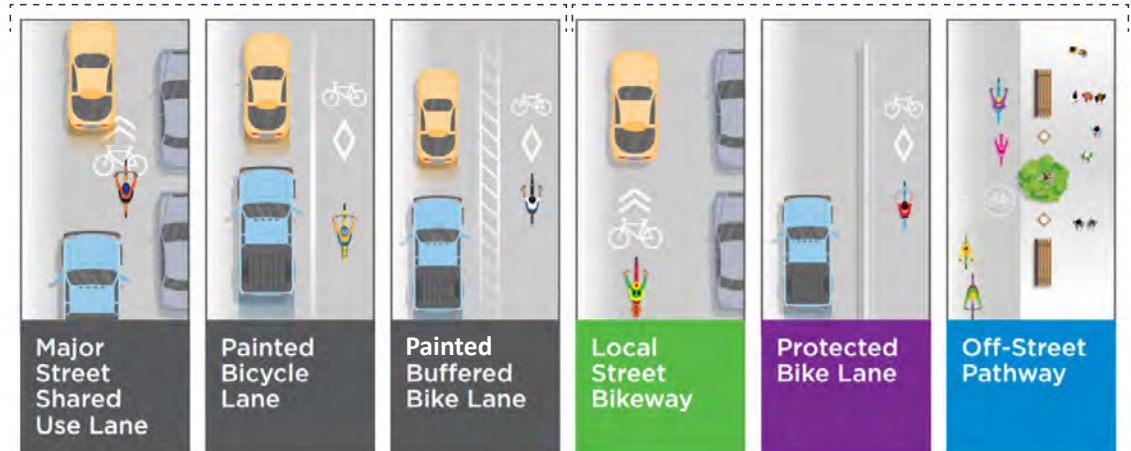 Major
Street
Shared
Use Lane
Painted
Bicycle
Lane
Painted
Buffered
Bike Lane
Local
Street
Bikeway
Protected
Bike Lane
Off-Street
Pathway